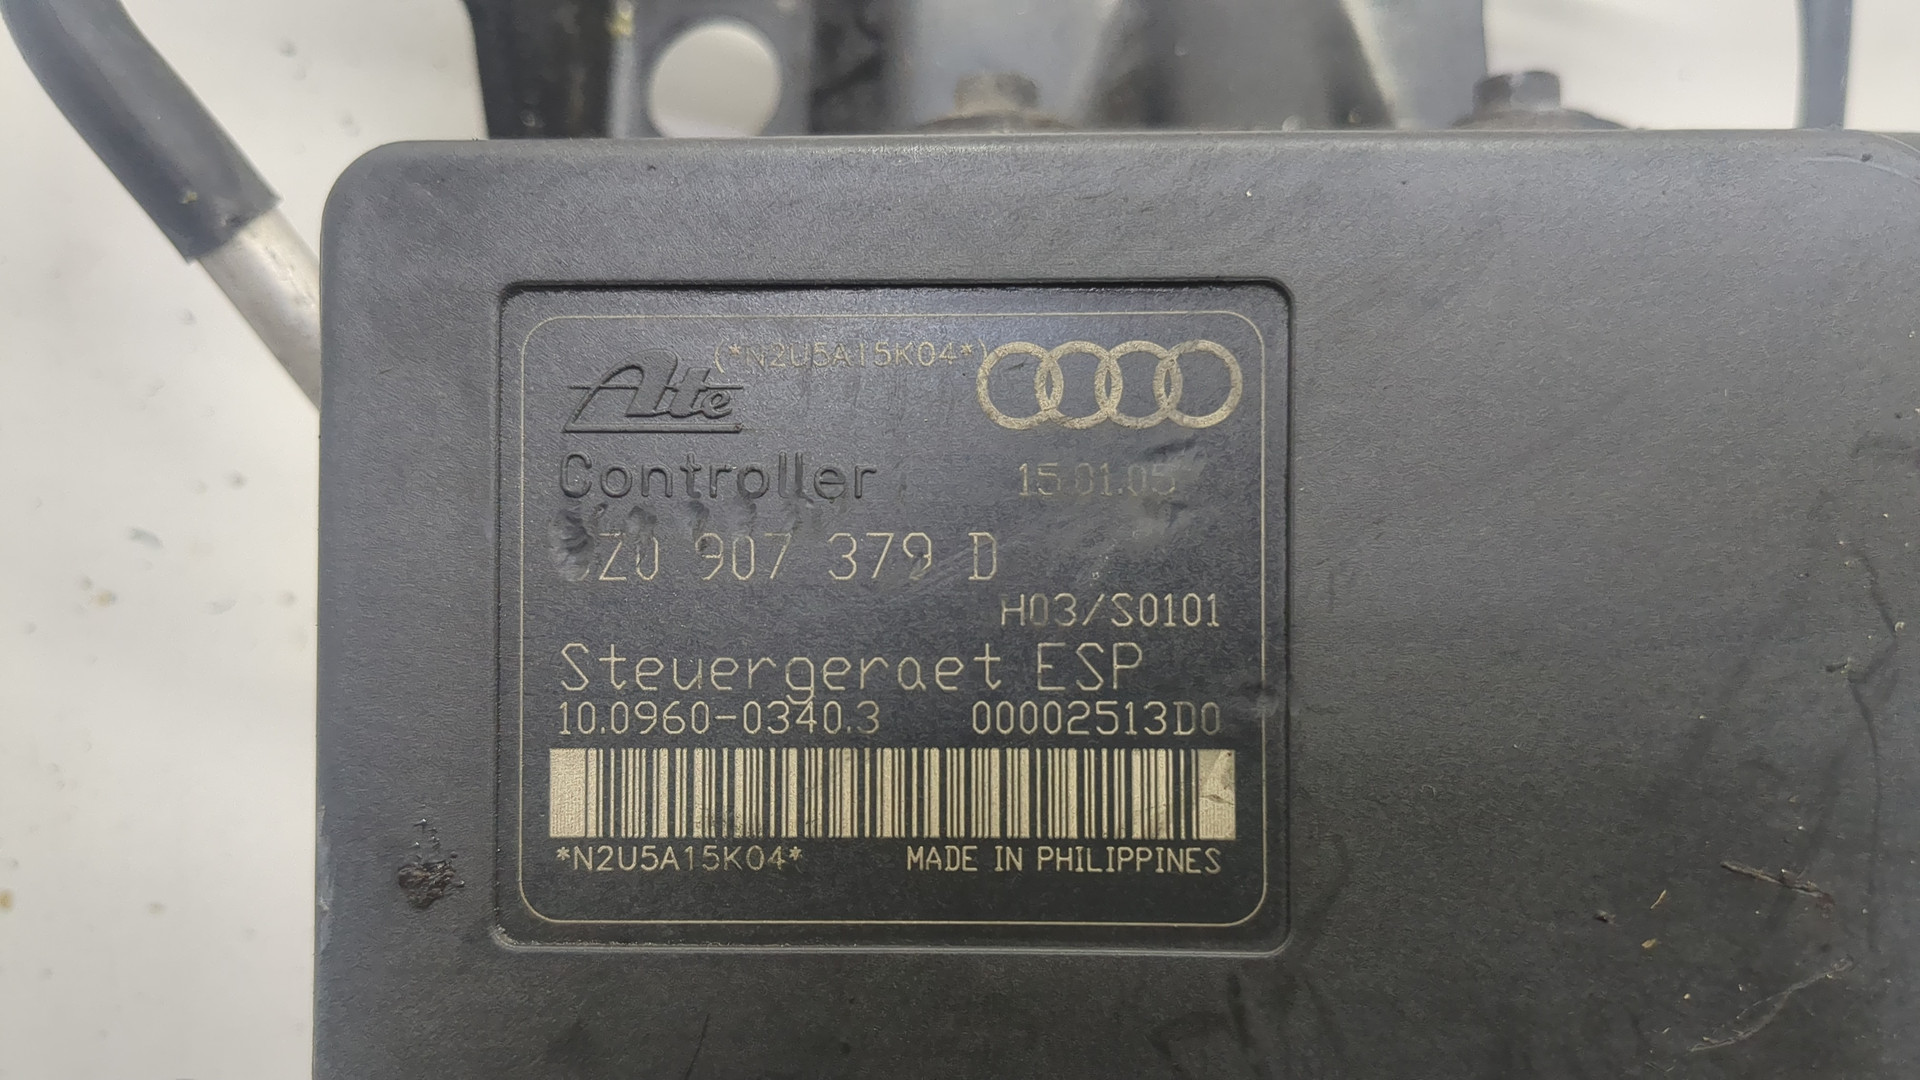 (*N2U5A15K04*)
Ate
Controller
15.01.05
Z0 907 379 D
H03/S0101
Steuergeraet ESP
10.0960-0340.3 00002513D0
*N2U5A15K04* MADE IN PHILIPPINES